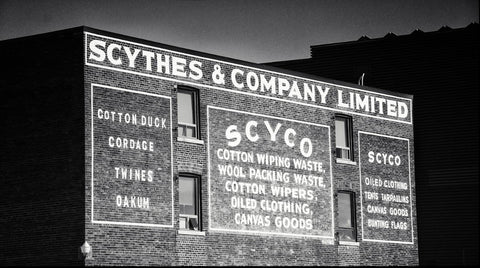 SCYTHES & COMPANY LIMITED
COTTON DUCK
CORDAGE
TWINES
OAKUM
SCYCO
COTTON WIPING WASTE,
WOOL PACKING WASTE,
COTTON WIPERS,
OILED CLOTHING,
CANVAS GOODS
SCYCO
OILED CLOTHING
TENTS TARPAULINS
CANVAS GOODS
BUNTING FLAGS